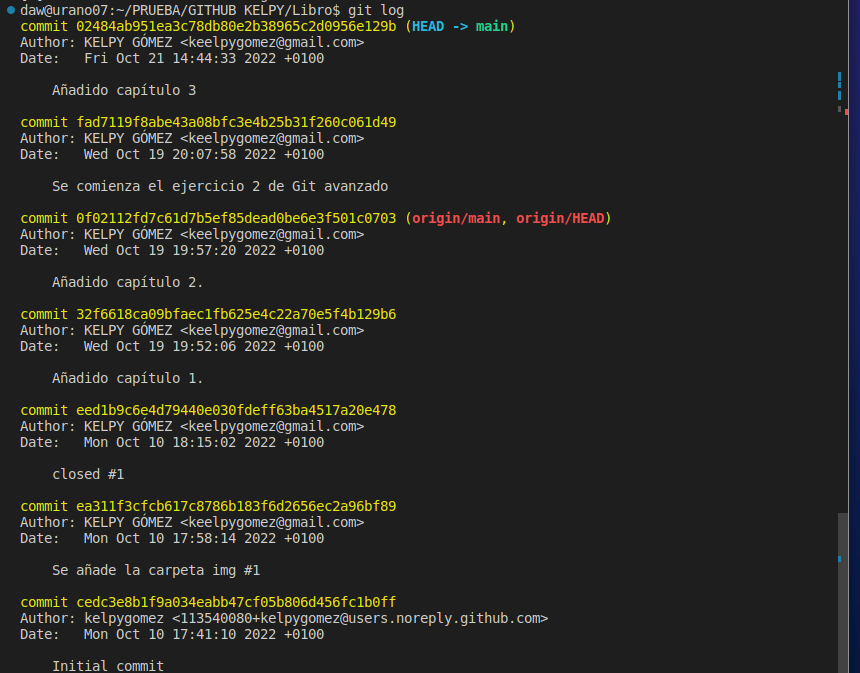 daw@urano07:~/PRUEBA/GITHUB KELPY/Libro$ git log
commit 02484ab951ea3c78db80e2b38965c2d0956e129b (HEAD -> main)
Author: KELPY GÓMEZ <keelpygomez@gmail.com>
Date:   Fri Oct 21 14:44:33 2022 +0100
Añadido capítulo 3
commit fad7119f8abe43a08bfc3e4b25b31f260c061d49
Author: KELPY GÓMEZ <keelpygomez@gmail.com>
Date:   Wed Oct 19 20:07:58 2022 +0100
Se comienza el ejercicio 2 de Git avanzado
commit 0f02112fd7c61d7b5ef85dead0be6e3f501c0703 (origin/main, origin/HEAD)
Author: KELPY GÓMEZ <keelpygomez@gmail.com>
Date:   Wed Oct 19 19:57:20 2022 +0100
Añadido capítulo 2.
commit 32f6618ca09bfaec1fb625e4c22a70e5f4b129b6
Author: KELPY GÓMEZ <keelpygomez@gmail.com>
Date:   Wed Oct 19 19:52:06 2022 +0100
Añadido capítulo 1.
commit eed1b9c6e4d79440e030fdeff63ba4517a20e478
Author: KELPY GÓMEZ <keelpygomez@gmail.com>
Date:   Mon Oct 10 18:15:02 2022 +0100
closed #1
commit ea311f3cfcb617c8786b183f6d2656ec2a96bf89
Author: KELPY GÓMEZ <keelpygomez@gmail.com>
Date:   Mon Oct 10 17:58:14 2022 +0100
Se añade la carpeta img #1
commit cedc3e8b1f9a034eabb47cf05b806d456fc1b0ff
Author: kelpygomez <113540080+kelpygomez@users.noreply.github.com>
Date:   Mon Oct 10 17:41:10 2022 +0100
Initial commit